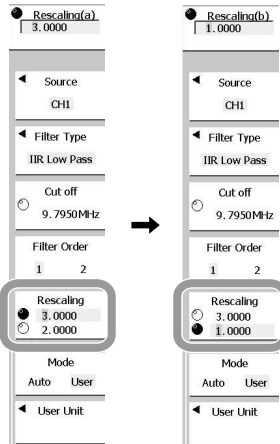 Rescaling(a)
3.0000
Source
CH1
Filter Type
IIR Low Pass
Cut off
9.7950MHz
Filter Order
1 2
Rescaling
3.0000
2.0000
Mode
Auto User
User Unit
Rescaling(b)
1.0000
Source
CH1
Filter Type
IIR Low Pass
Cut off
9.7950MHz
Filter Order
1 2
Rescaling
3.0000
1.0000
Mode
Auto User
User Unit